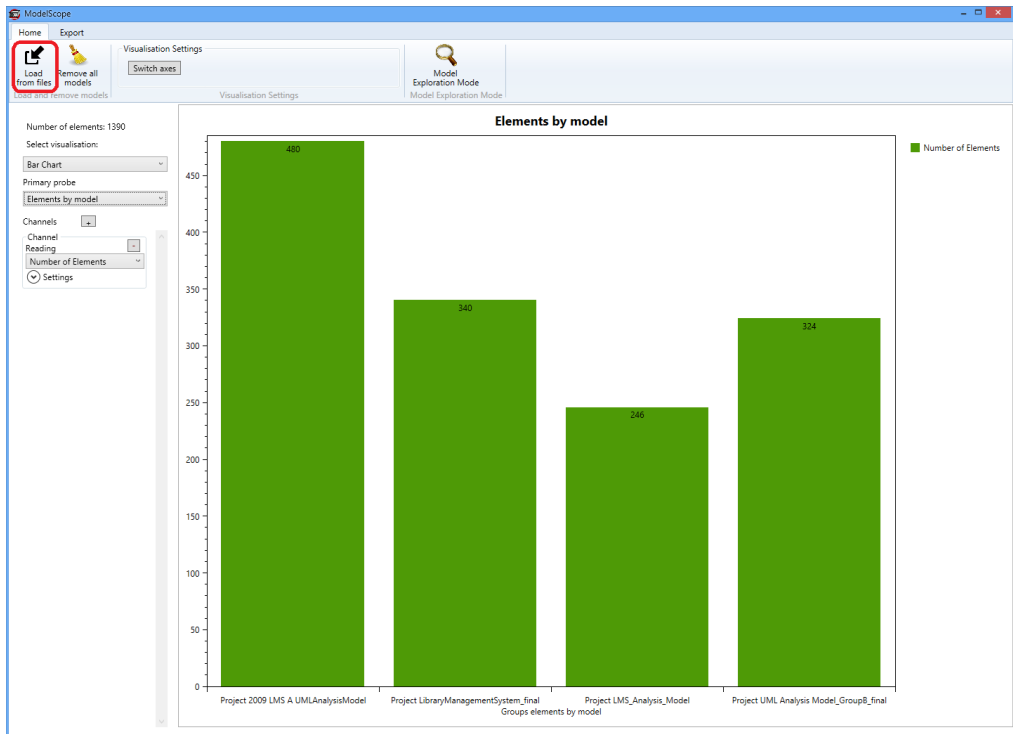 ModelScope
Home Export
Load from files
Remove all models
Load and remove models
Visualisation Settings
Switch axes
Visualisation Settings
Model Exploration Mode
Model Exploration Mode
Number of elements: 1390
Select visualisation:
Bar Chart
Primary probe
Elements by model
Channels +
Channel
Reading -
Number of Elements
Settings
Elements by model
Number of Elements
450
400
350
300
250
200
150
100
50
0
480
340
246
324
Project 2009 LMS A UMLAnalysisModel
Project LibraryManagementSystem_final
Project LMS_Analysis_Model
Project UML Analysis Model_GroupB_final
Groups elements by model